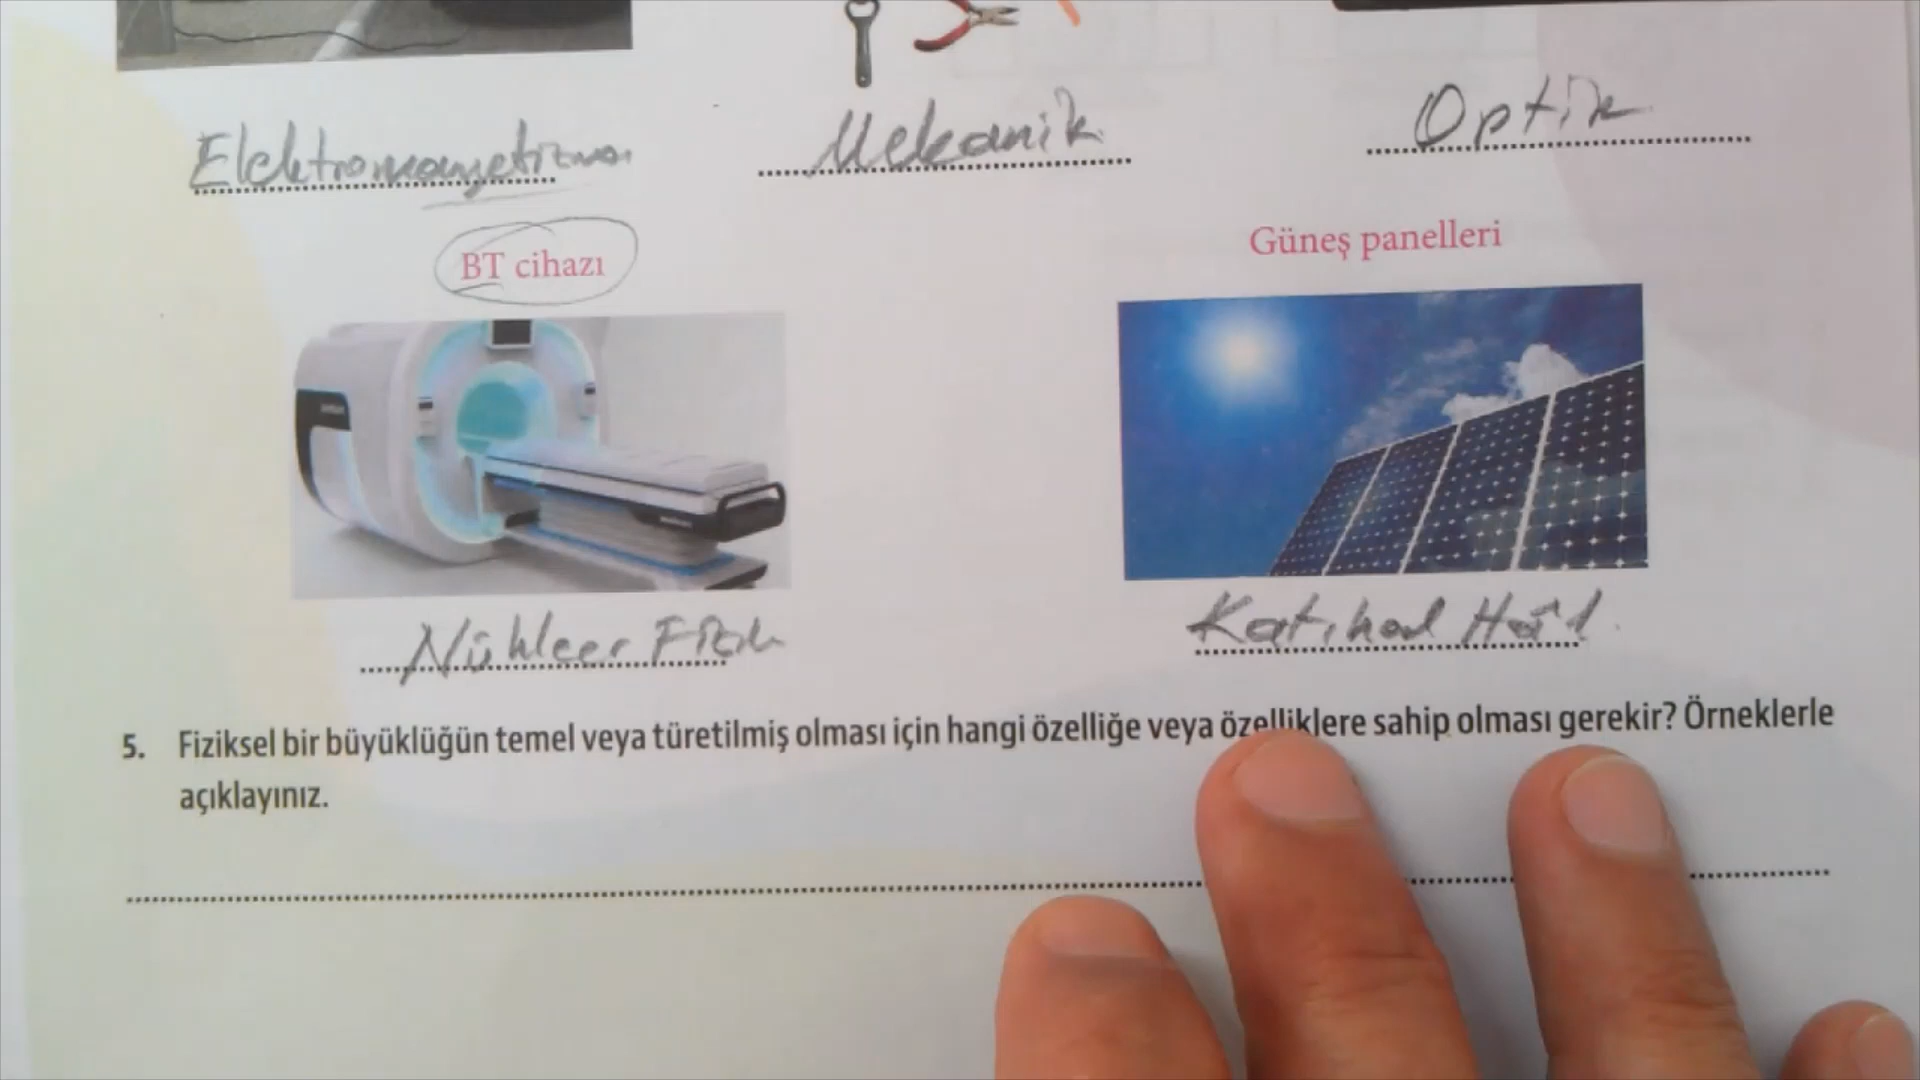 Elektromanyetizma
Mekanik
Optik
BT cihazı
Güneş panelleri
Nükleer Fizik
Katıhal
5. Fiziksel bir büyüklüğün temel veya türetilmiş olması için hangi özelliğe veya özelliklere sahip olması gerekir? Örneklerle
açıklayınız.